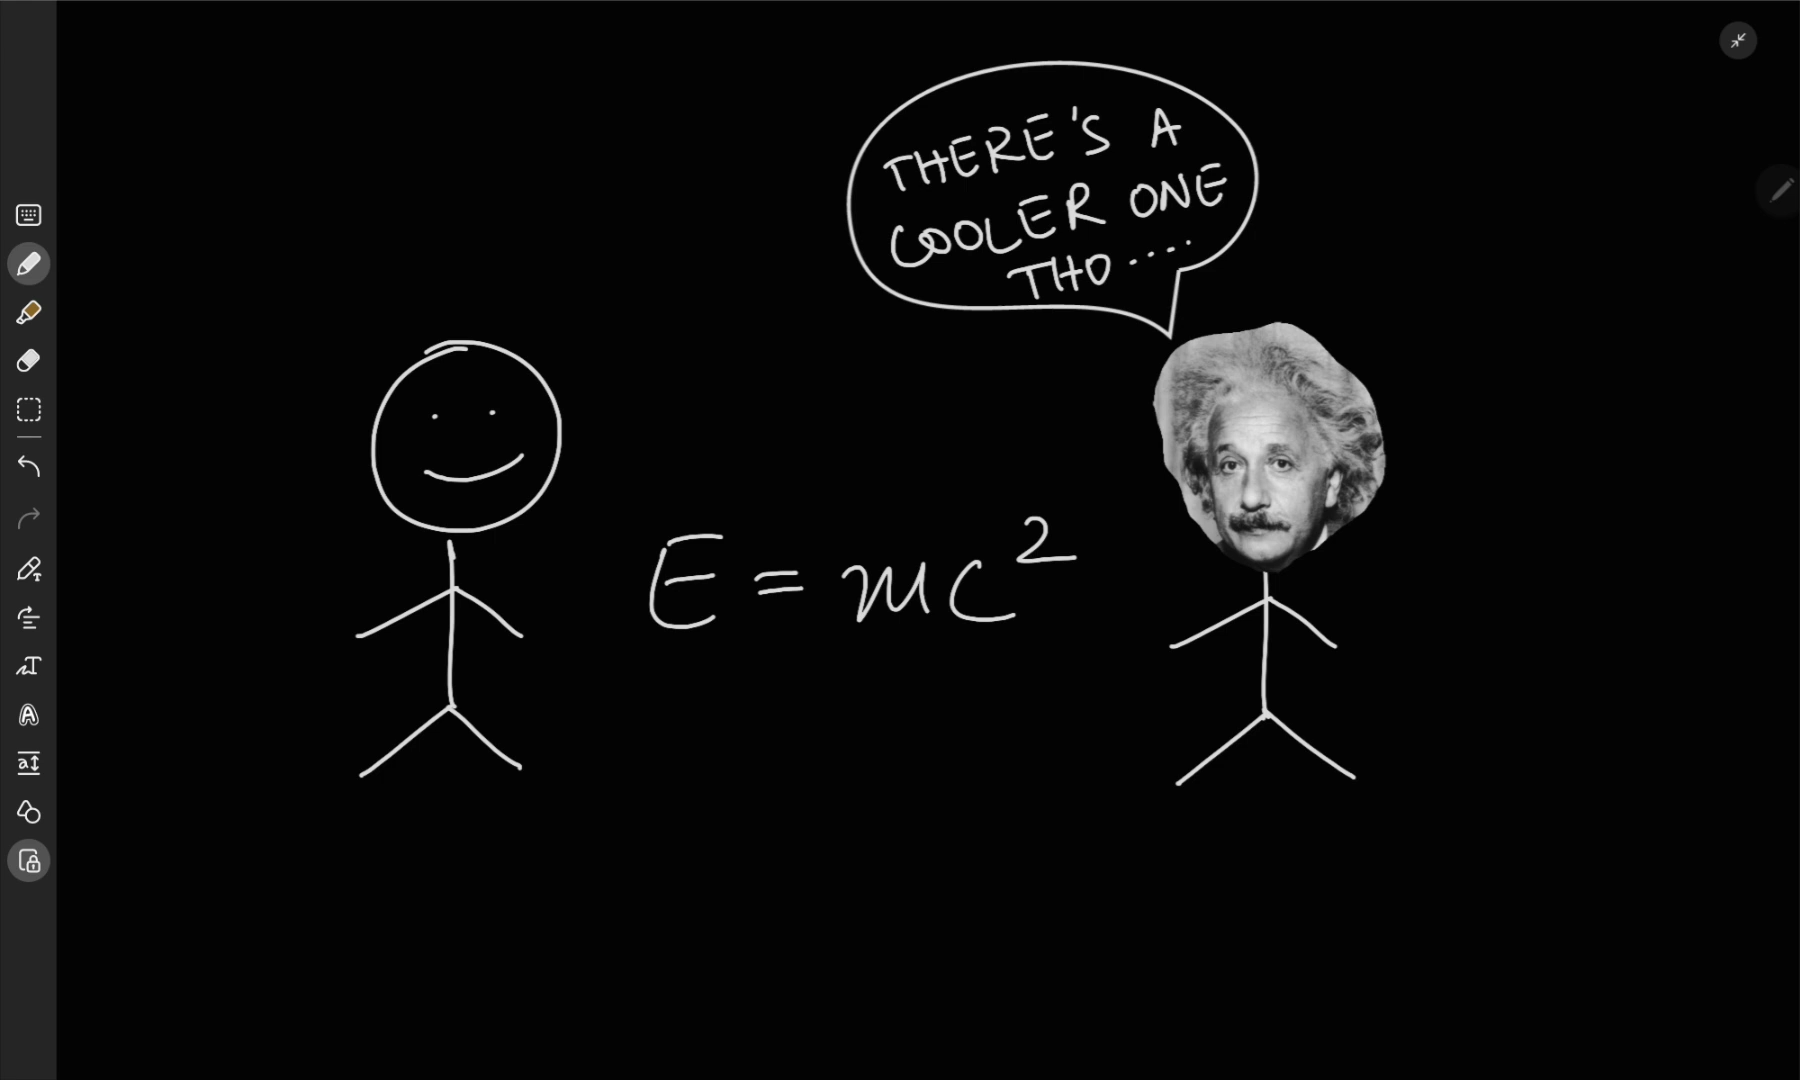 THERE'S A
COOLER ONE
THO....
E = mc²